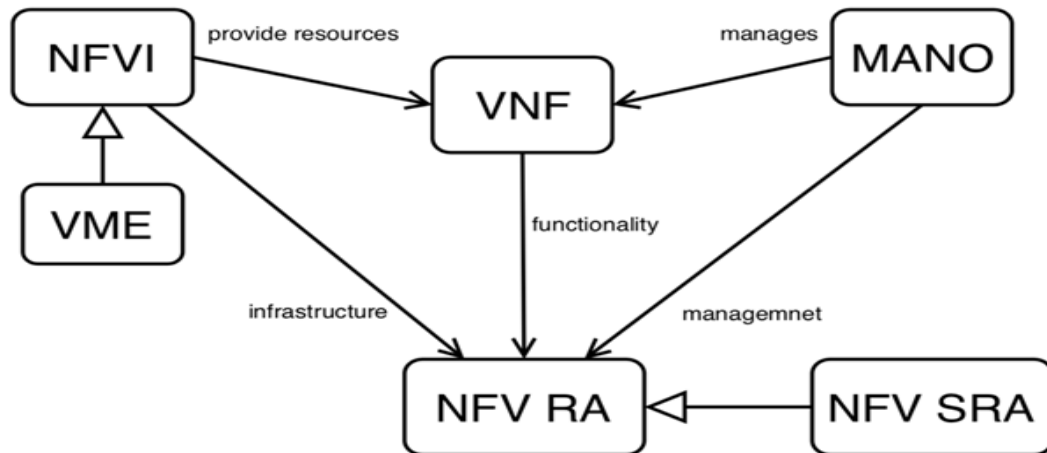 NFVI
provide resources
manages
MANO
VNF
VME
functionality
infrastructure
managemnet
NFV RA
NFV SRA